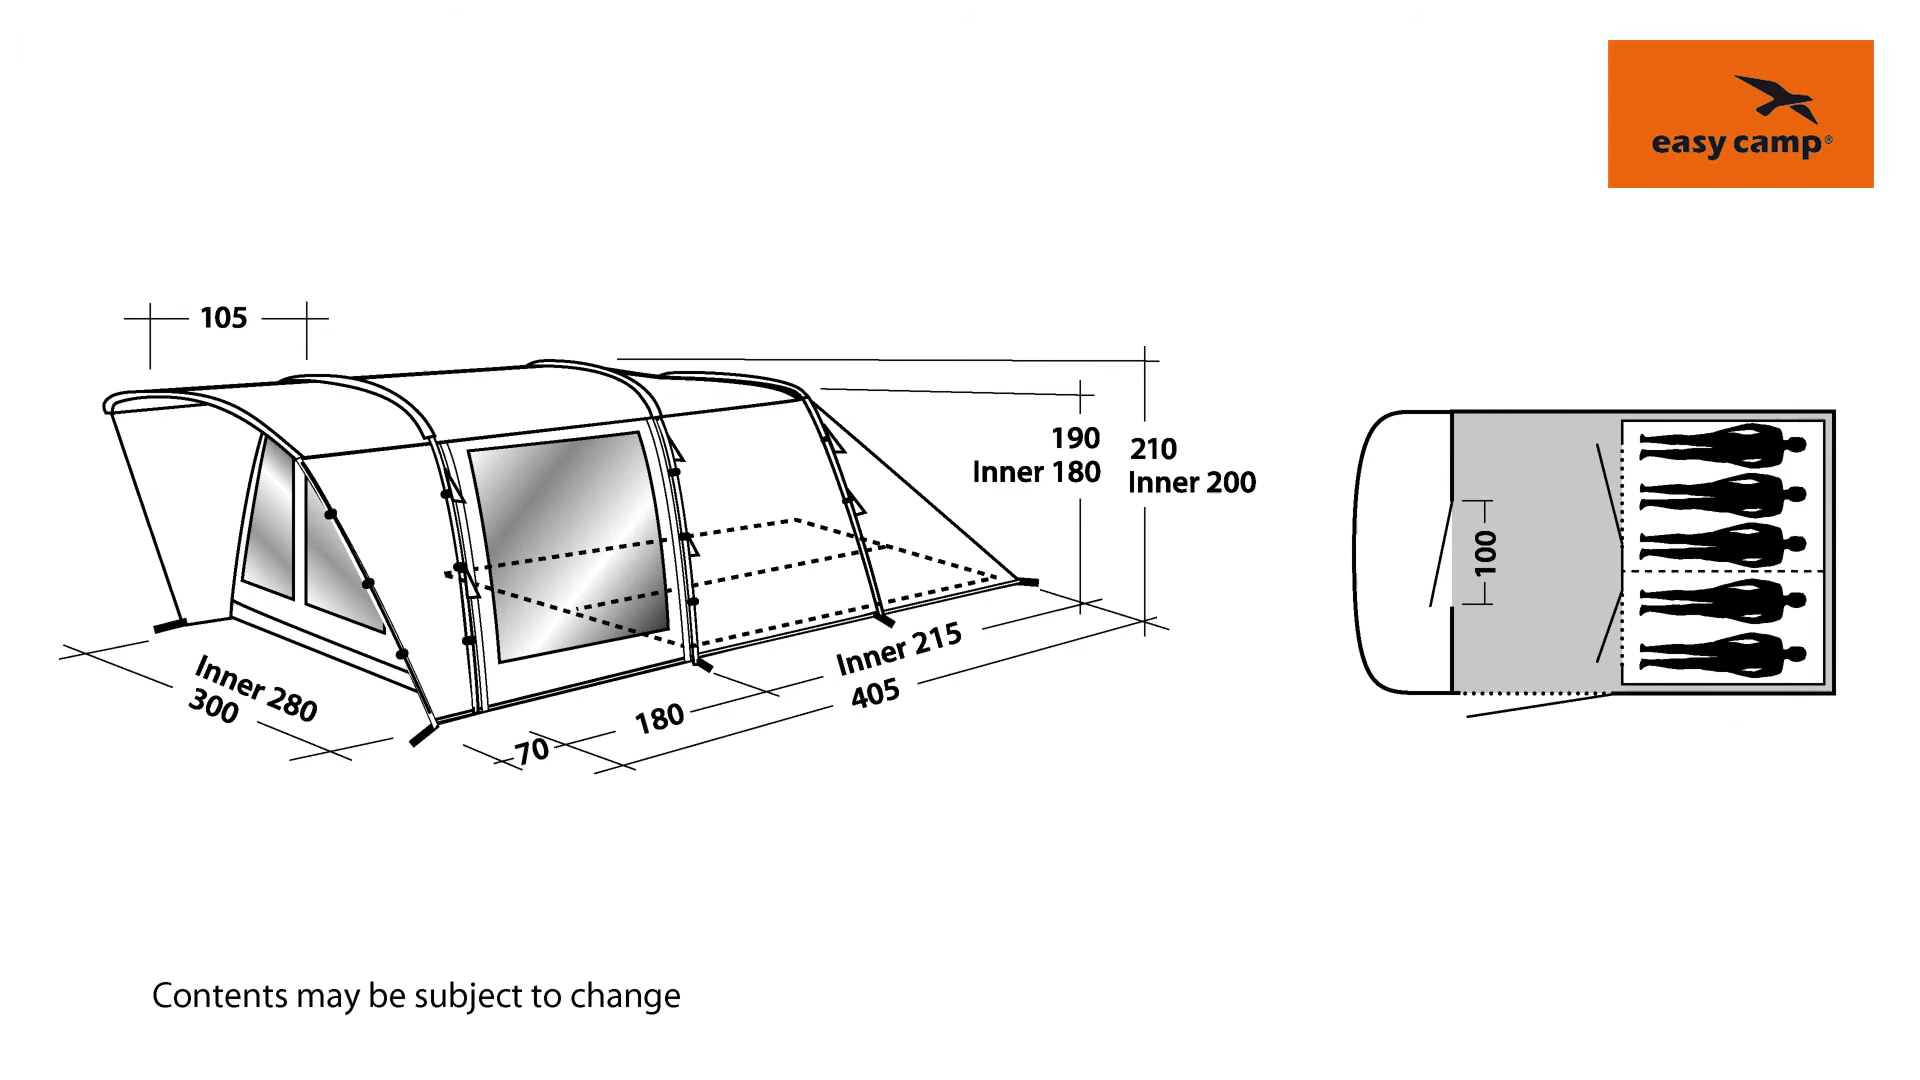 easy camp®
105
190
Inner 180
210
Inner 200
Inner 280
300
70
180
Inner 215
405
100
Contents may be subject to change